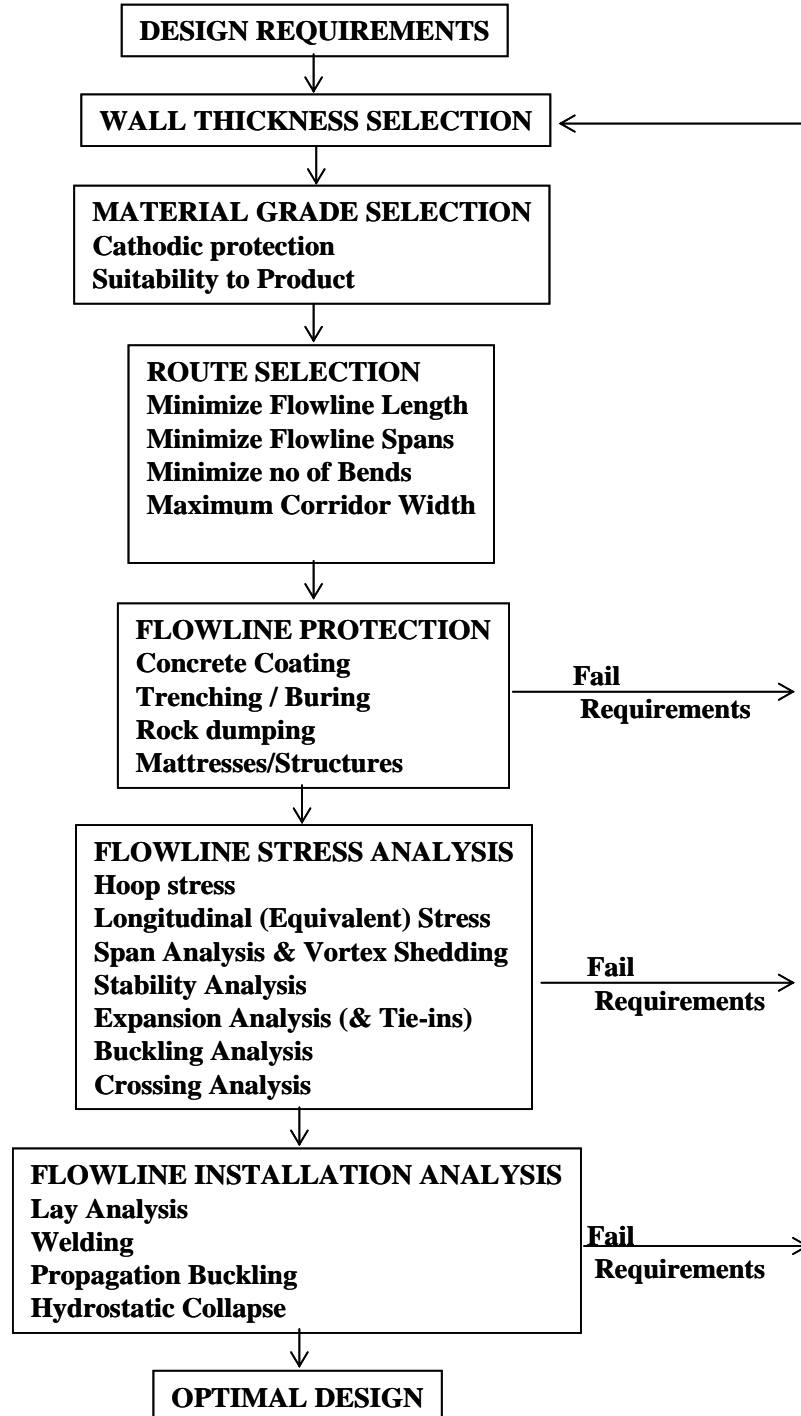 DESIGN REQUIREMENTS
WALL THICKNESS SELECTION
MATERIAL GRADE SELECTION
Cathodic protection
Suitability to Product
ROUTE SELECTION
Minimize Flowline Length
Minimize Flowline Spans
Minimize no of Bends
Maximum Corridor Width
FLOWLINE PROTECTION
Concrete Coating
Trenching / Buring
Rock dumping
Mattresses/Structures
Fail
Requirements
FLOWLINE STRESS ANALYSIS
Hoop stress
Longitudinal (Equivalent) Stress
Span Analysis & Vortex Shedding
Stability Analysis
Expansion Analysis (& Tie-ins)
Buckling Analysis
Crossing Analysis
Fail
Requirements
FLOWLINE INSTALLATION ANALYSIS
Lay Analysis
Welding
Propagation Buckling
Hydrostatic Collapse
Fail
Requirements
OPTIMAL DESIGN